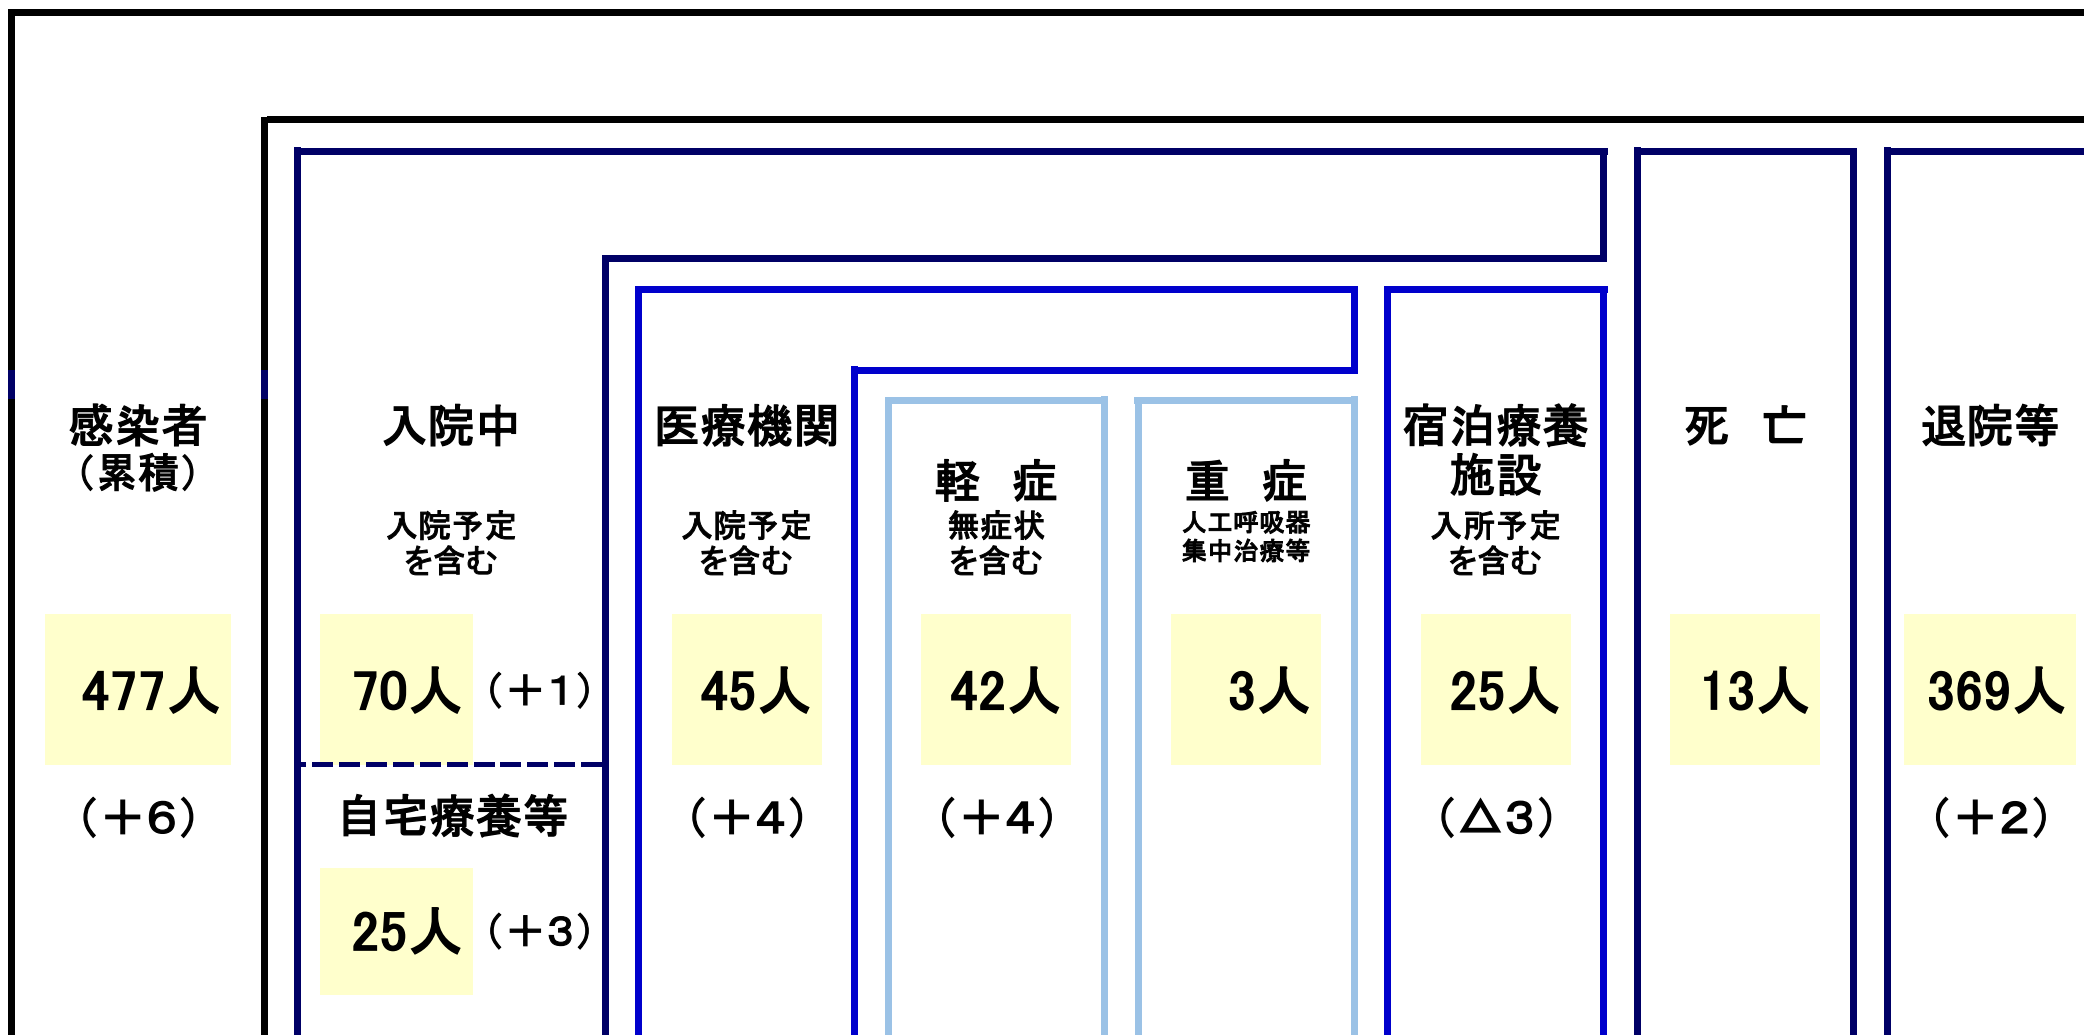 感染者
（累積）
477人
（＋6）
入院中
入院予定
を含む
70人（＋1）
自宅療養等
25人（＋3）
医療機関
入院予定
を含む
45人
（＋4）
軽　症
無症状
を含む
42人
（＋4）
重　症
人工呼吸器
集中治療等
3人
宿泊療養
施設
入所予定
を含む
25人
（△3）
死　亡
13人
退院等
369人
（＋2）